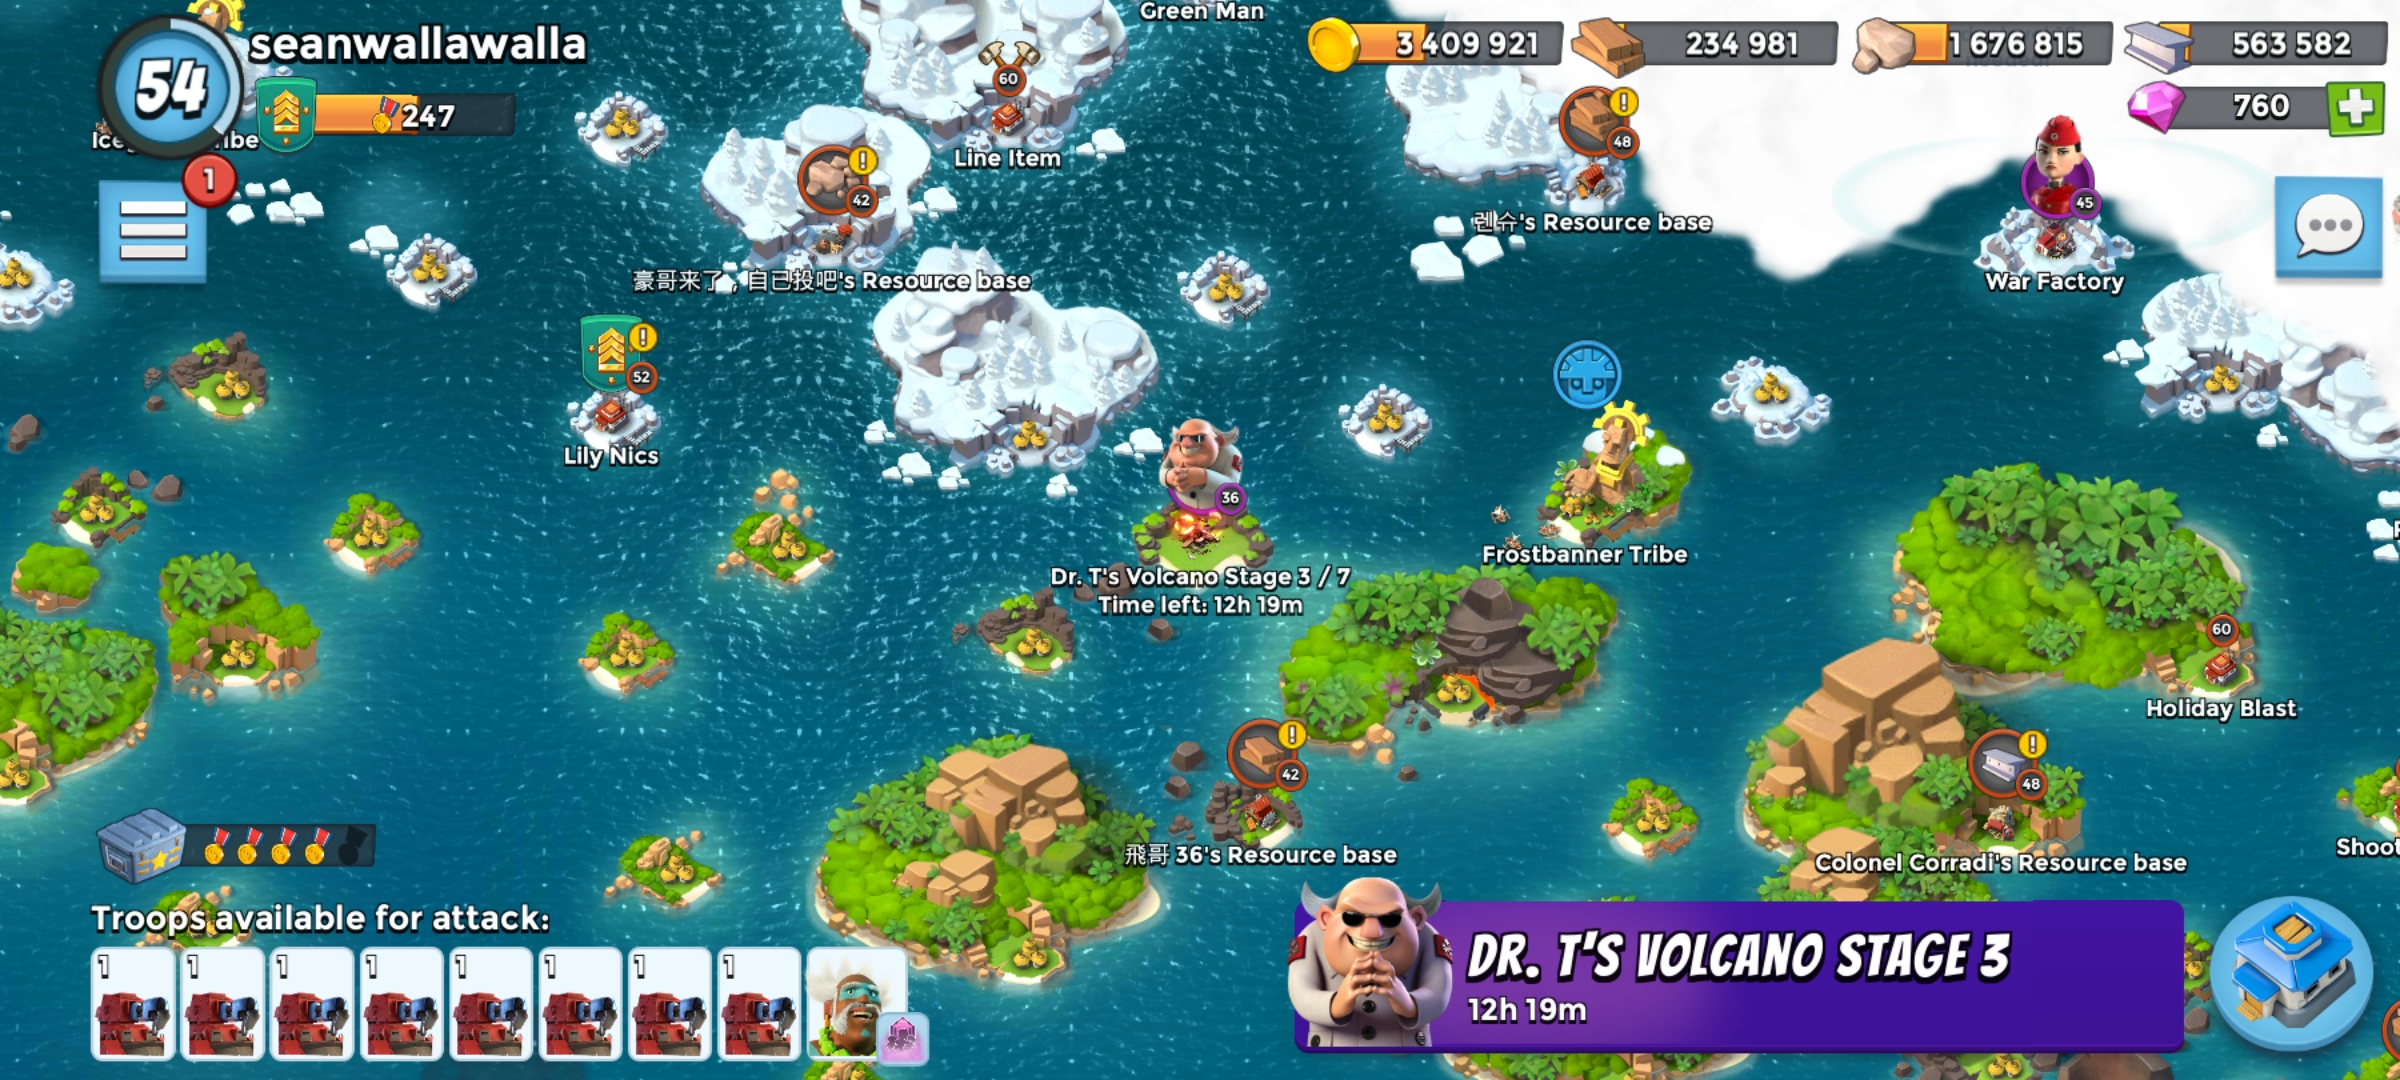 Green Man
54
seanwallawalla
247
3 409 921
234 981
1 676 815
563 582
760
1
60
Line Item
42
豪哥来了，自已投吧's Resource base
48
렌슈's Resource base
45
War Factory
52
Lily Nics
36
Dr. T's Volcano Stage 3 / 7
Time left: 12h 19m
Frostbanner Tribe
60
Holiday Blast
42
飛哥 36's Resource base
48
Colonel Corradi's Resource base
Troops available for attack:
1 1 1 1 1 1 1 1
DR. T'S VOLCANO STAGE 3
12h 19m